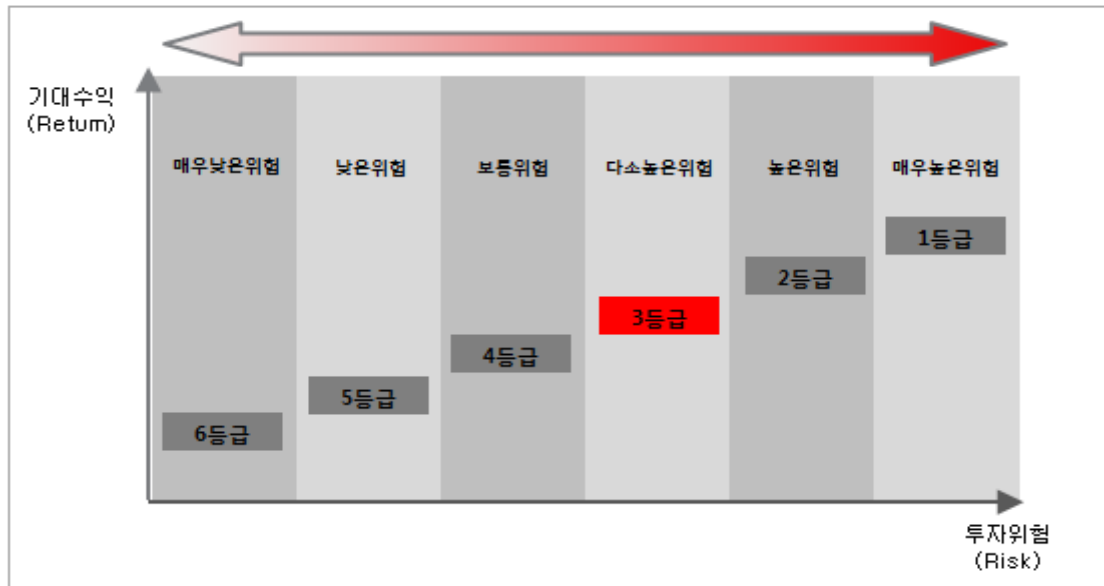 기대수익
(Retum)
매우낮은위험
낮은위험
보통위험
다소높은위험
높은위험
매우높은위험
1등급
2등급
3등급
4등급
5등급
6등급
투자위험
(Risk)